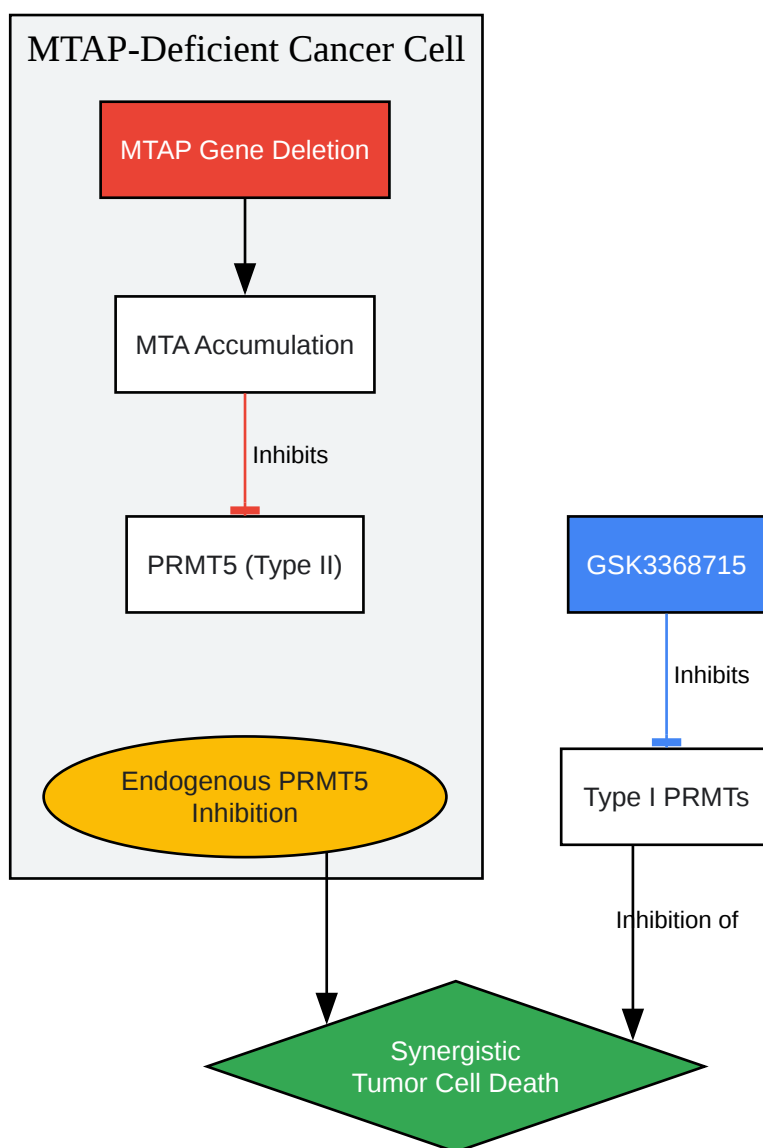 MTAP-Deficient Cancer Cell
MTAP Gene Deletion
MTA Accumulation
Inhibits
PRMT5 (Type II)
GSK3368715
Inhibits
Endogenous PRMT5
Inhibition
Type I PRMTs
Inhibition of
Synergistic
Tumor Cell Death